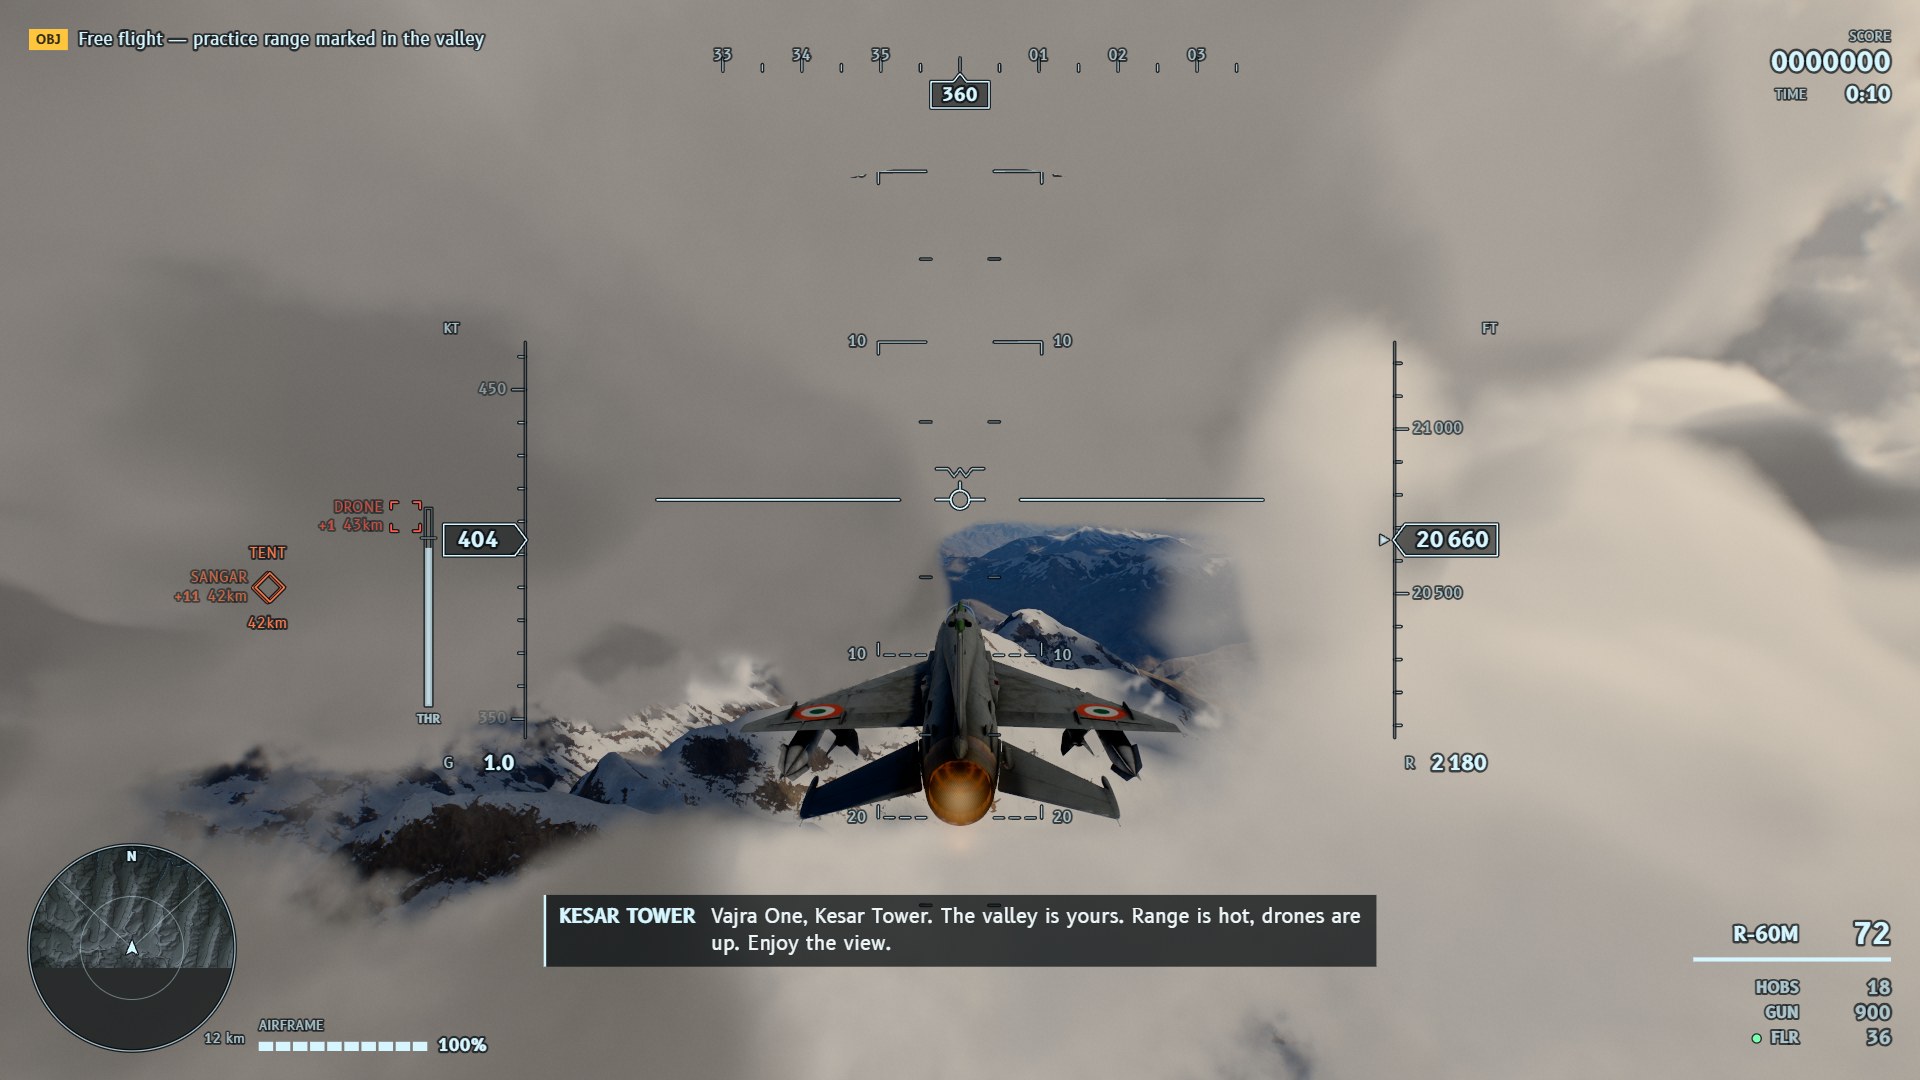 OBJ Free flight — practice range marked in the valley
SCORE
0000000
TIME 0:10
33 34 35 01 02 03
360
KT
FT
10 10
450
21 000
DRONE
+1 43km
404
20 660
TENT
SANGAR
+11 42km
42km
20 500
10 10
THR
350
G 1.0
R 2 180
20 20
N
12 km
KESAR TOWER Vajra One, Kesar Tower. The valley is yours. Range is hot, drones are
up. Enjoy the view.
R-60M 72
HOBS 18
GUN 900
FLR 36
AIRFRAME
100%